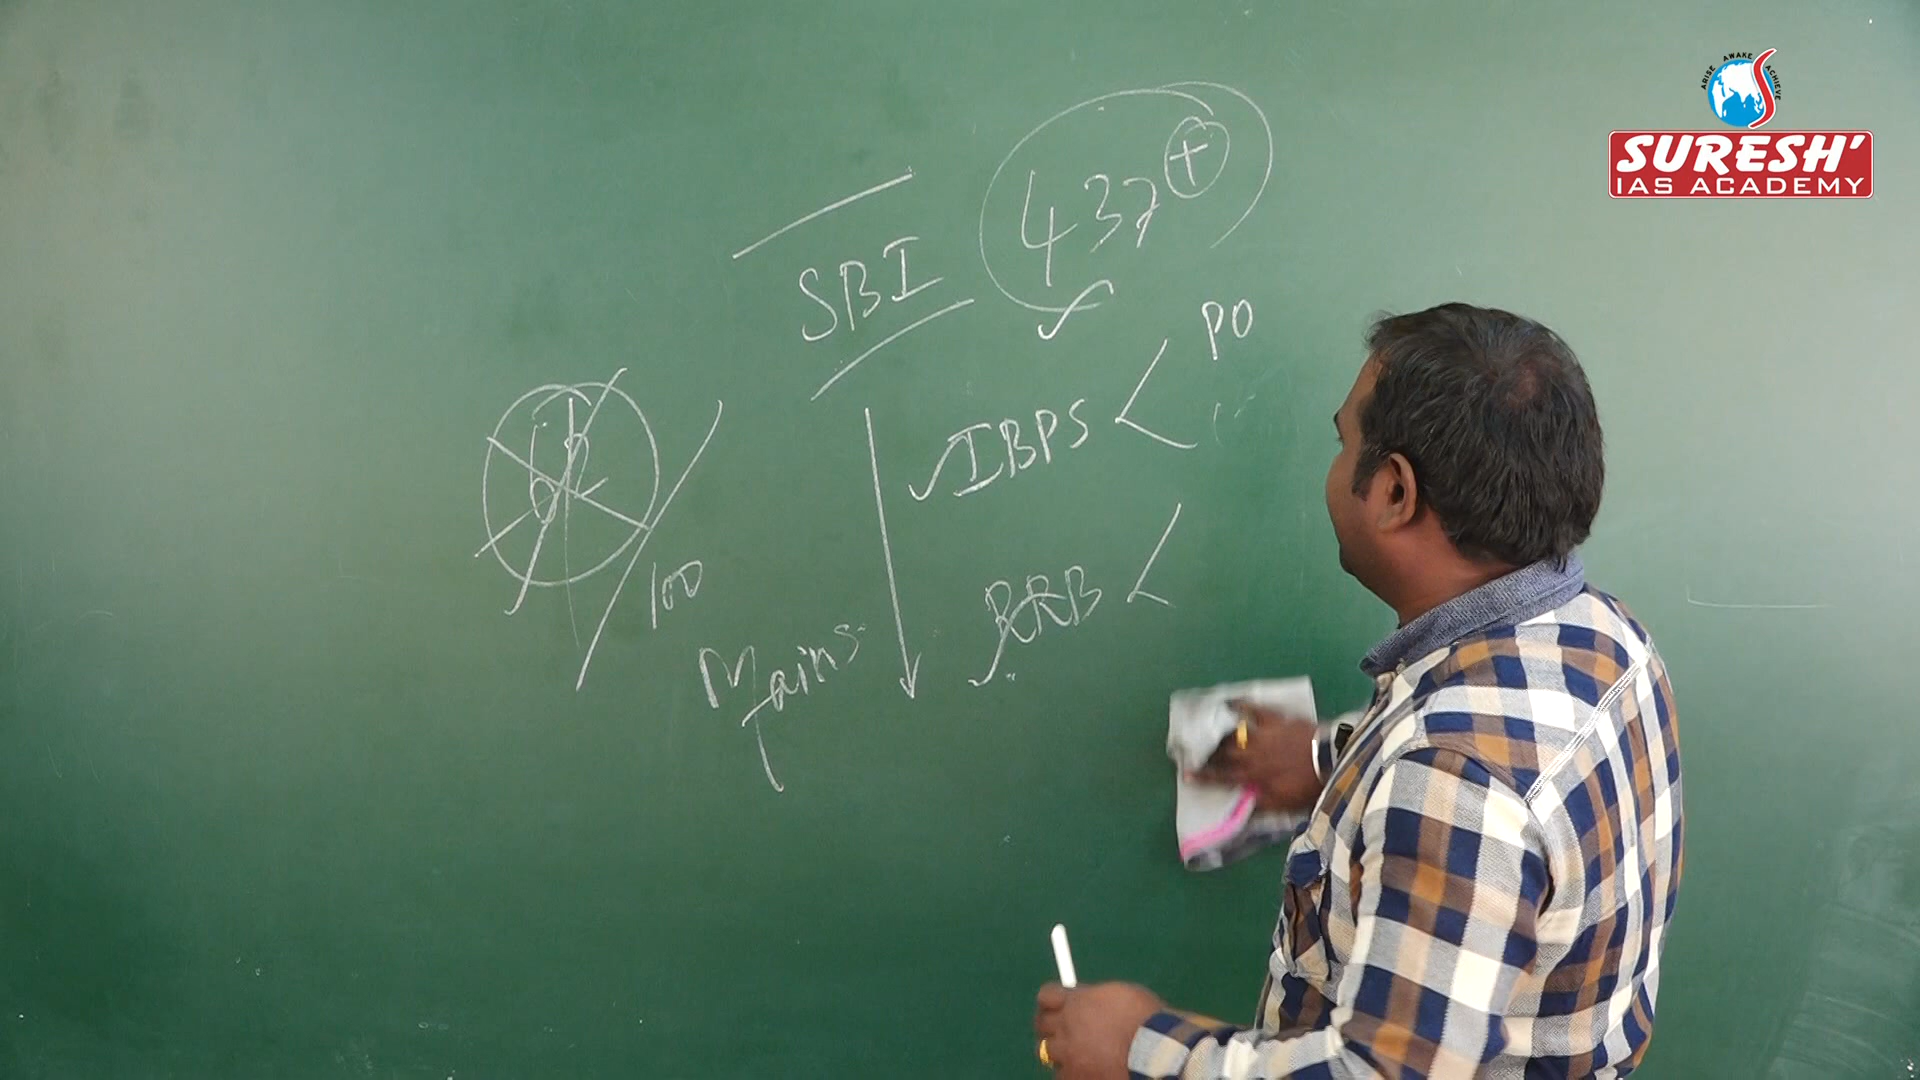 ARISE AWAKE ACHIEVE
SURESH'
IAS ACADEMY
437+
SBI
PO
IBPS <
RRB <
/100
Mains